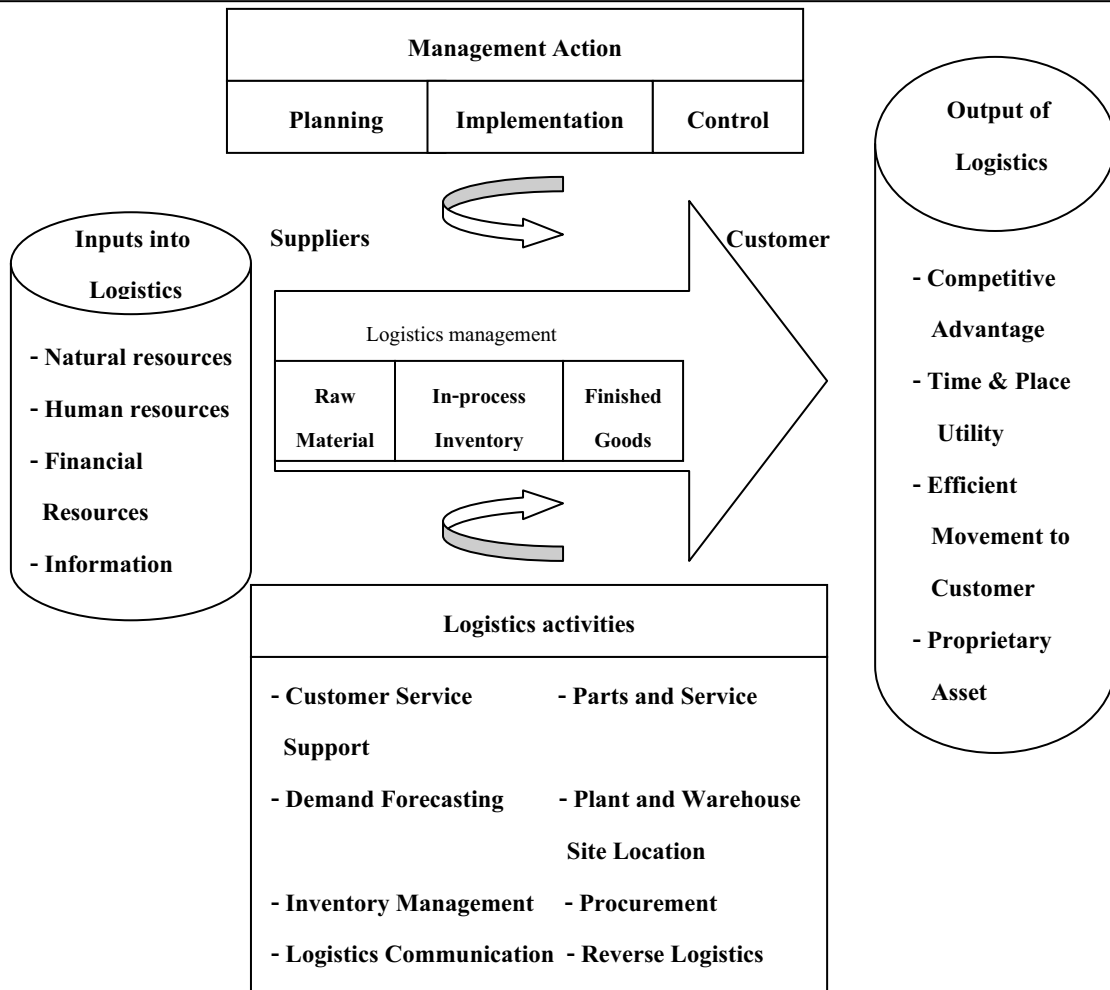 Management Action
Planning Implementation Control
Output of
Logistics
Inputs into
Logistics
Suppliers
Customer
- Natural resources
- Human resources
- Financial
Resources
- Information
Logistics management
Raw
Material
In-process
Inventory
Finished
Goods
- Competitive
Advantage
- Time & Place
Utility
- Efficient
Movement to
Customer
- Proprietary
Asset
Logistics activities
- Customer Service - Parts and Service
Support
- Demand Forecasting - Plant and Warehouse
Site Location
- Inventory Management - Procurement
- Logistics Communication - Reverse Logistics